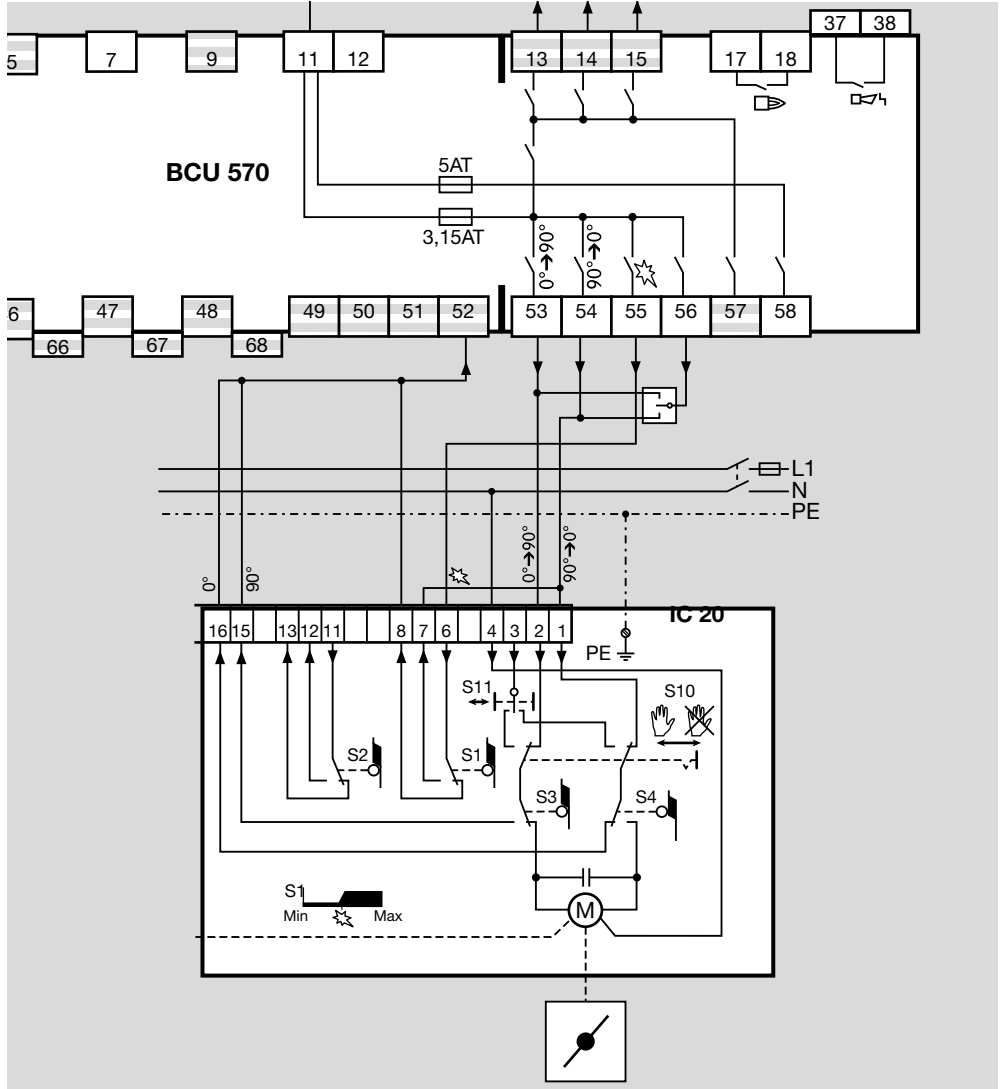 37 38
5 7 9 11 12 13 14 15 17 18
BCU 570
5AT
3,15AT
0°➔90°
90°➔0°
6 47 48 49 50 51 52 53 54 55 56 57 58
66 67 68
L1
N
PE
0°
90°
0°➔90°
90°➔0°
IC 20
16 15 13 12 11 8 7 6 4 3 2 1
PE
S11
S10
S2
S1
S3
S4
S1
Min
Max
M